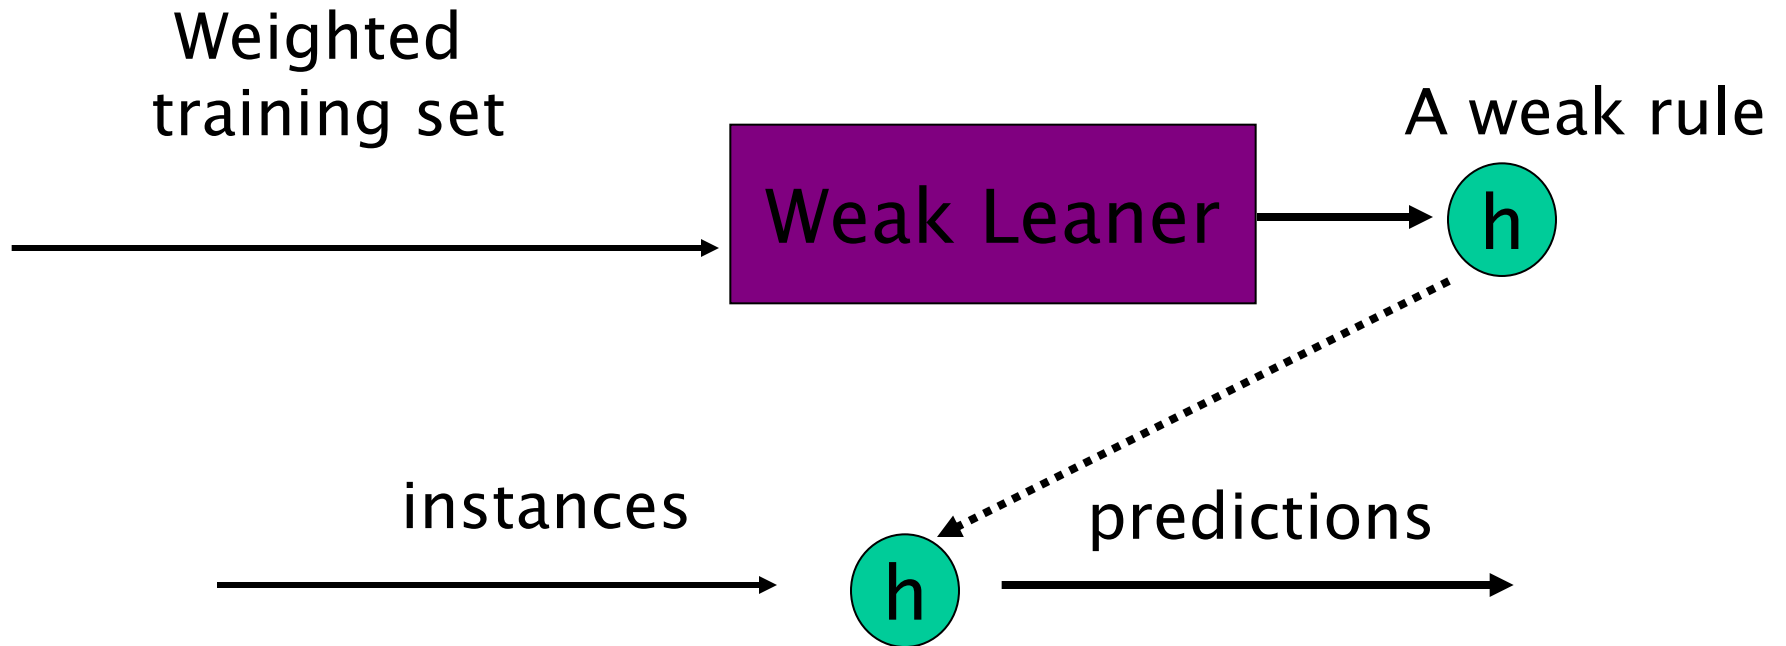 Weighted
training set
A weak rule
Weak Leaner
h
instances
predictions
h